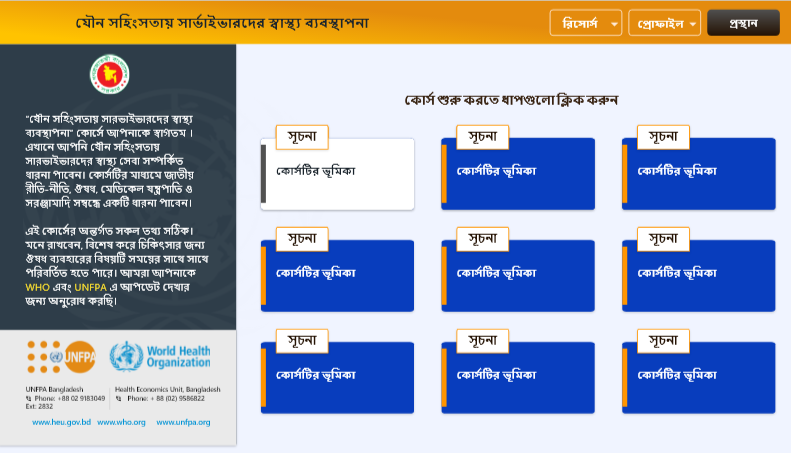 যৌন সহিংসতায় সার্ভাইভারদের স্বাস্থ্য ব্যবস্থাপনা
রিসোর্স
প্রোফাইল
প্রস্থান
"যৌন সহিংসতায় সারভাইভারদের স্বাস্থ্য
ব্যবস্থাপনা" কোর্সে আপনাকে স্বাগতম ।
এখানে আপনি যৌন সহিংসতায়
সারভাইভারদের স্বাস্থ্য সেবা সম্পর্কিত
ধারনা পাবেন। কোর্সটির মাধ্যমে জাতীয়
রীতি-নীতি, ঔষধ, মেডিকেল যন্ত্রপাতি ও
সরঞ্জামাদি সম্বন্ধে একটি ধারনা পাবেন।
এই কোর্সের অন্তর্গত সকল তথ্য সঠিক।
মনে রাখবেন, বিশেষ করে চিকিৎসার জন্য
ঔষধ ব্যবহারের বিষয়টি সময়ের সাথে সাথে
পরিবর্তিত হতে পারে। আমরা আপনাকে
WHO এবং UNFPA এ আপডেট দেখার
জন্য অনুরোধ করছি।
UNFPA
World Health
Organization
UNFPA Bangladesh
Phone: +88 02 9183049
Ext: 2832
Health Economics Unit, Bangladesh
Phone: + 88 (02) 9586822
www.heu.gov.bd www.who.org www.unfpa.org
কোর্স শুরু করতে ধাপগুলো ক্লিক করুন
সূচনা
কোর্সটির ভূমিকা
সূচনা
কোর্সটির ভূমিকা
সূচনা
কোর্সটির ভূমিকা
সূচনা
কোর্সটির ভূমিকা
সূচনা
কোর্সটির ভূমিকা
সূচনা
কোর্সটির ভূমিকা
সূচনা
কোর্সটির ভূমিকা
সূচনা
কোর্সটির ভূমিকা
সূচনা
কোর্সটির ভূমিকা